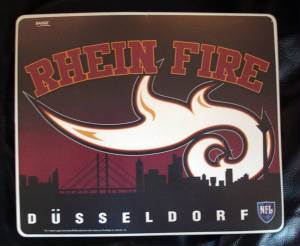 RHEIN FIRE
DÜSSELDORF
NFL